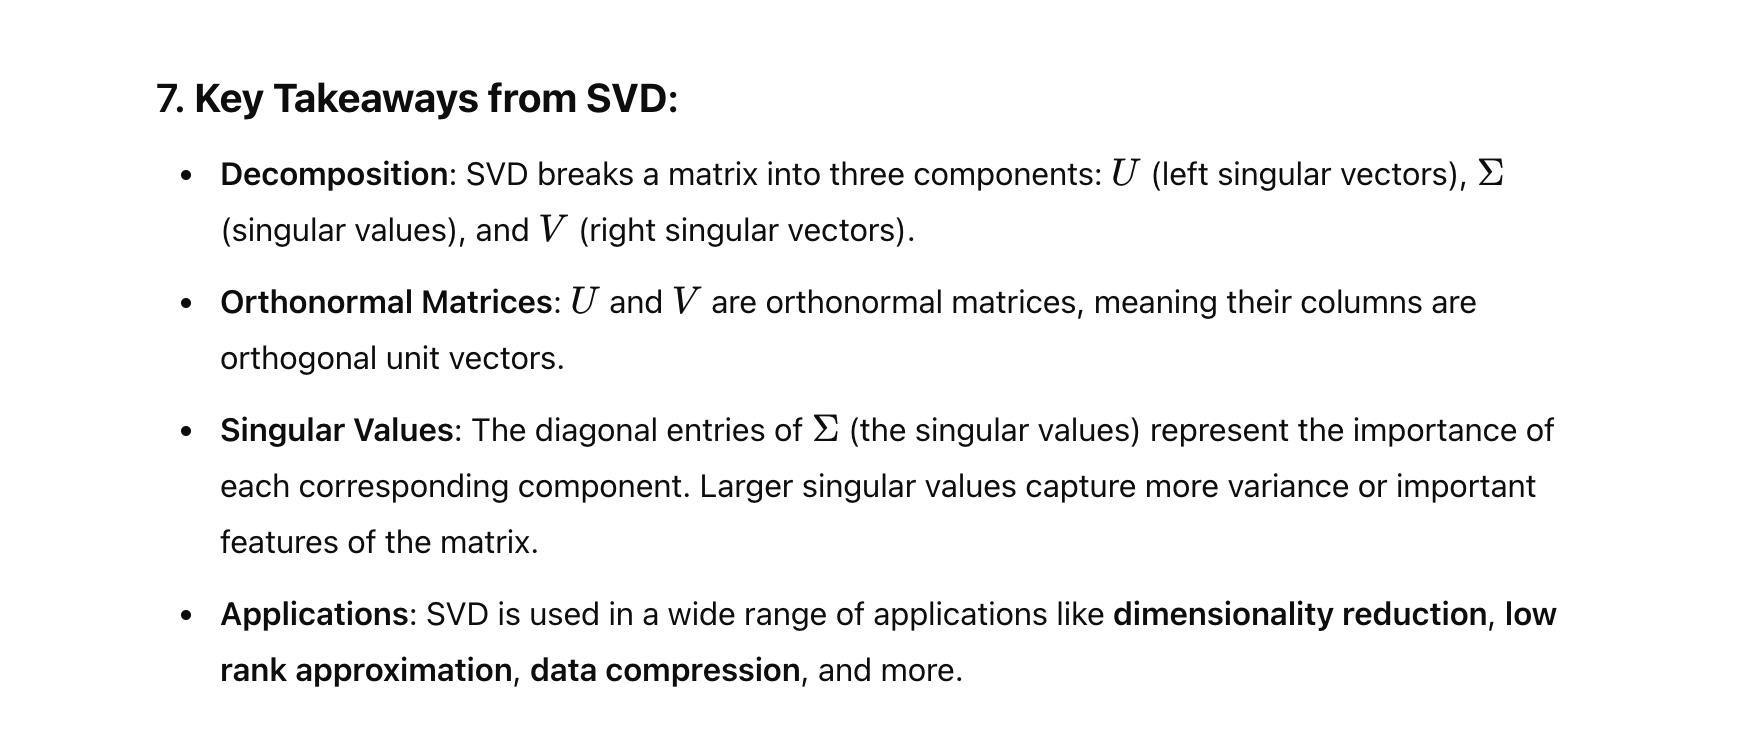 7. Key Takeaways from SVD:
• Decomposition: SVD breaks a matrix into three components: U (left singular vectors), Σ
(singular values), and V (right singular vectors).
• Orthonormal Matrices: U and V are orthonormal matrices, meaning their columns are
orthogonal unit vectors.
• Singular Values: The diagonal entries of Σ (the singular values) represent the importance of
each corresponding component. Larger singular values capture more variance or important
features of the matrix.
• Applications: SVD is used in a wide range of applications like dimensionality reduction, low
rank approximation, data compression, and more.